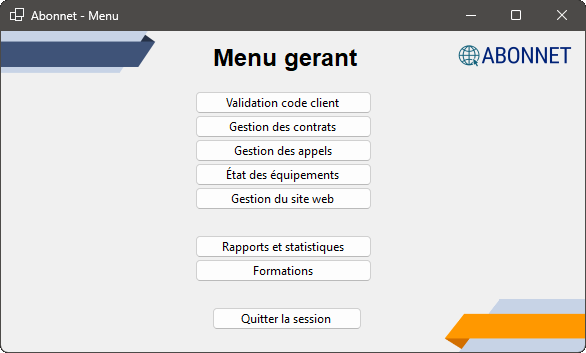 Abonnet - Menu
Menu gerant
ABONNET
Validation code client
Gestion des contrats
Gestion des appels
État des équipements
Gestion du site web
Rapports et statistiques
Formations
Quitter la session